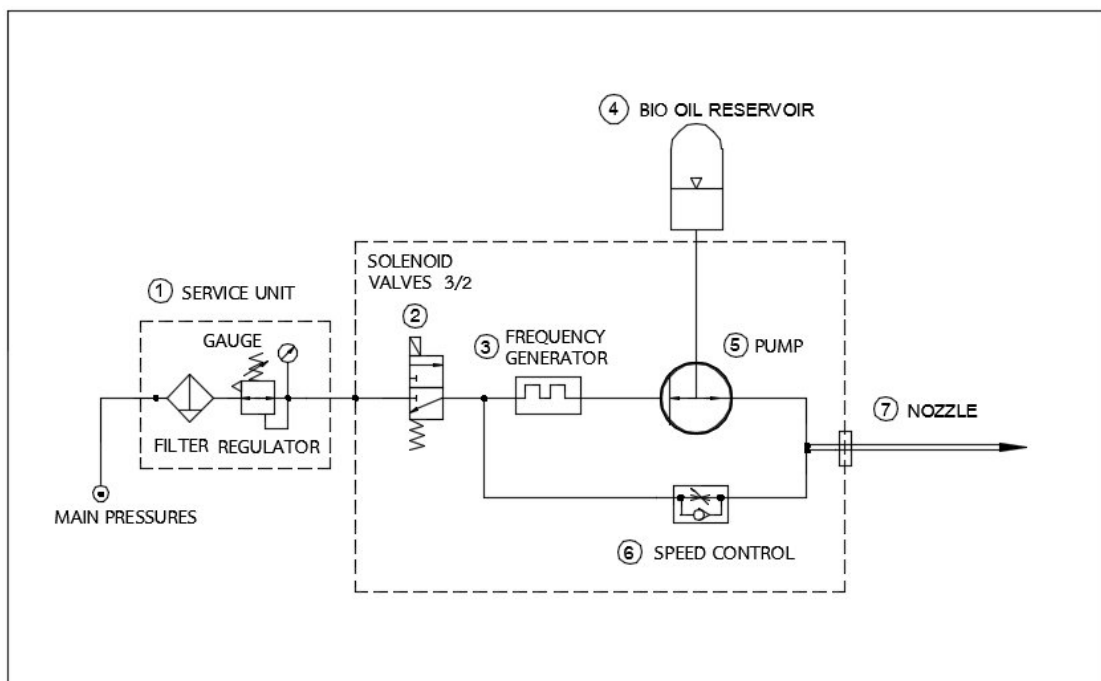 4 BIO OIL RESERVOIR
SOLENOID
VALVES 3/2
1 SERVICE UNIT
2
GAUGE
3 FREQUENCY
GENERATOR
5 PUMP
7 NOZZLE
FILTER REGULATOR
MAIN PRESSURES
6 SPEED CONTROL